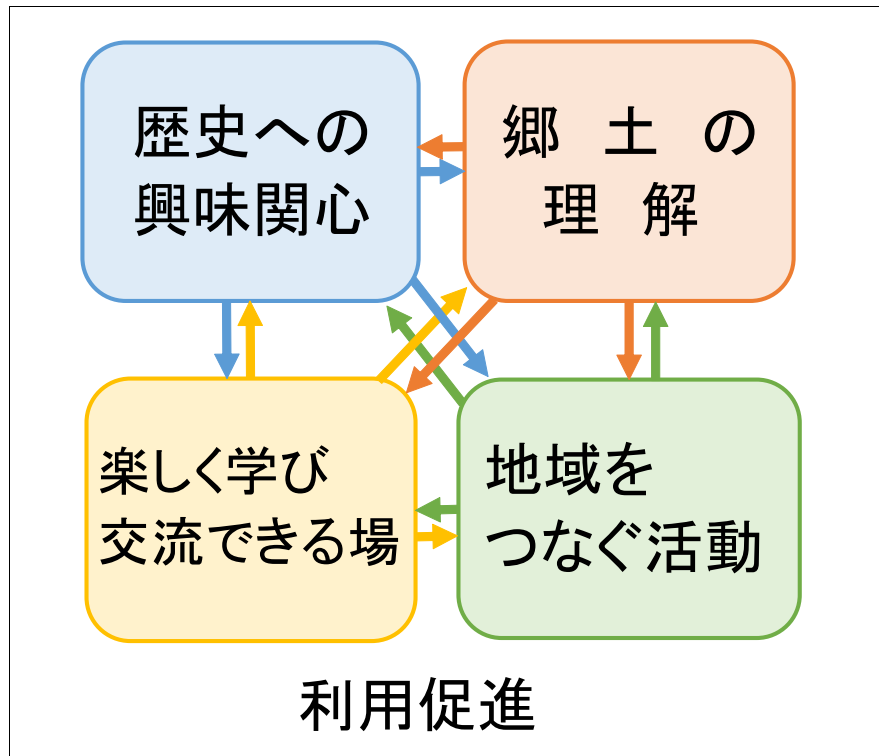 歴史への
興味関心
郷　土　の
理　解
楽しく学び
交流できる場
地域を
つなぐ活動
利用促進